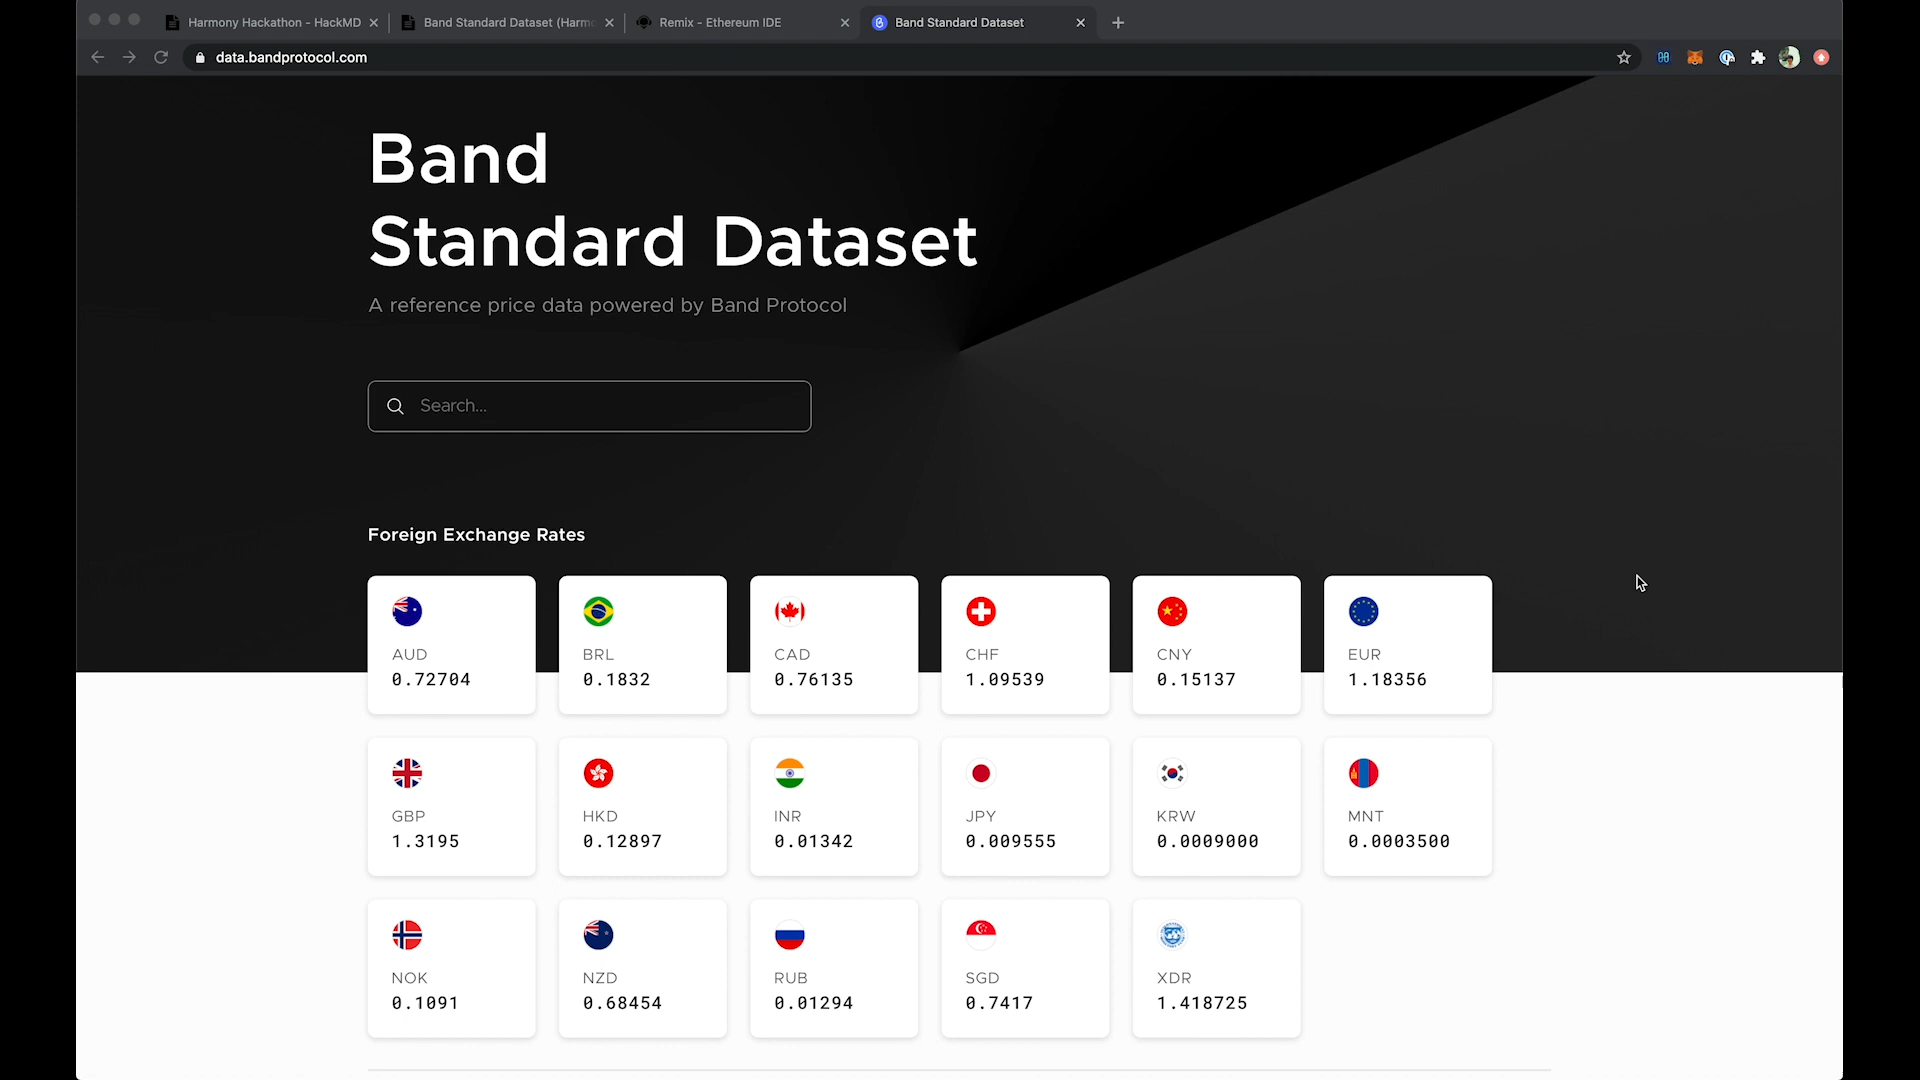 Harmony Hackathon - HackMD
Band Standard Dataset (Harmo
Remix - Ethereum IDE
Band Standard Dataset
data.bandprotocol.com
Band
Standard Dataset
A reference price data powered by Band Protocol
Search...
Foreign Exchange Rates
AUD
0.72704
BRL
0.1832
CAD
0.76135
CHF
1.09539
CNY
0.15137
EUR
1.18356
GBP
1.3195
HKD
0.12897
INR
0.01342
JPY
0.009555
KRW
0.0009000
MNT
0.0003500
NOK
0.1091
NZD
0.68454
RUB
0.01294
SGD
0.7417
XDR
1.418725